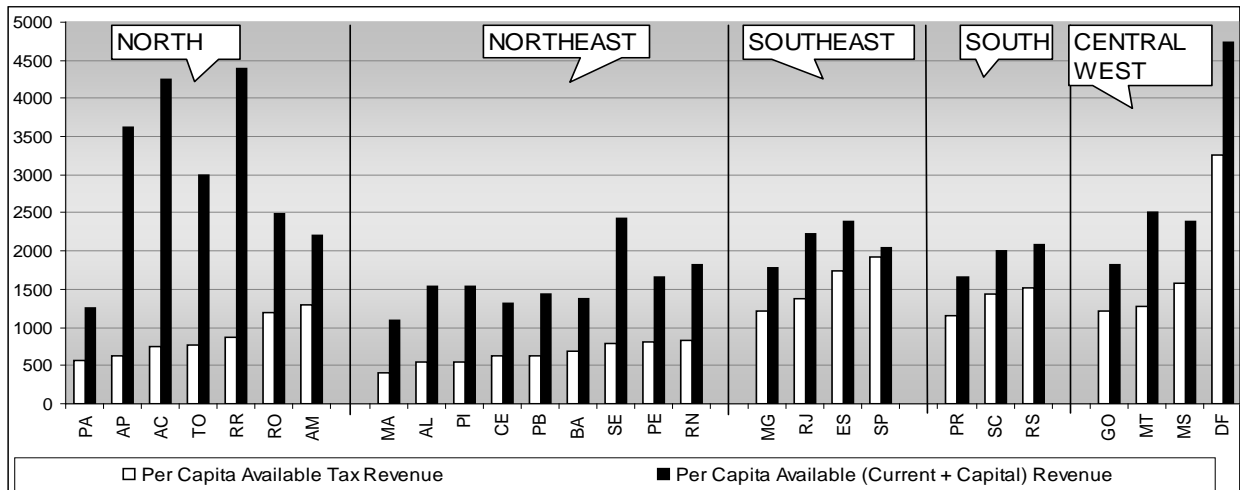 5000
4500
4000
3500
3000
2500
2000
1500
1000
500
0
NORTH
NORTHEAST
SOUTHEAST
SOUTH
CENTRAL
WEST
PA AP AC TO RR RO AM MA AL PI CE PB BA SE PE RN MG RJ ES SP PR SC RS GO MT MS DF
Per Capita Available Tax Revenue Per Capita Available (Current + Capital) Revenue